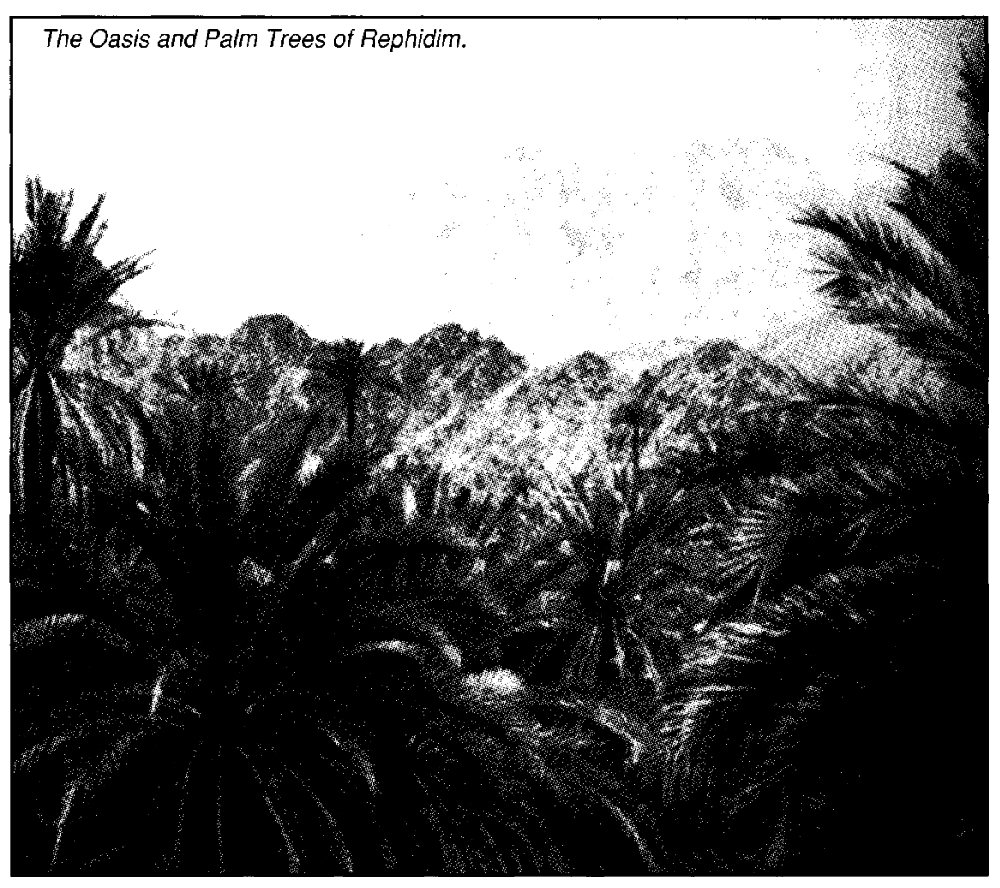 The Oasis and Palm Trees of Rephidim.